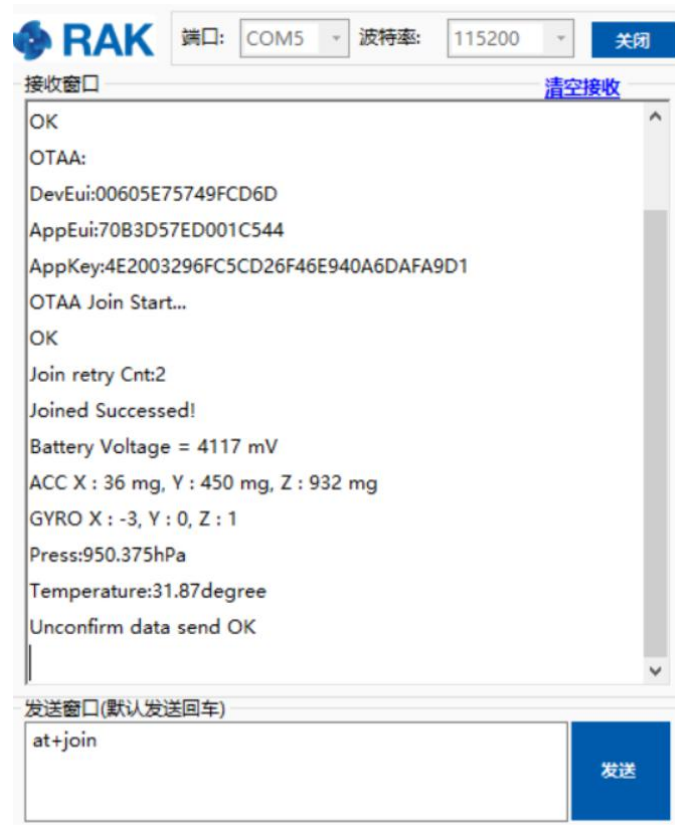 RAK 端口: COM5 波特率: 115200 关闭
接收窗口 清空接收
OK
OTAA:
DevEui:00605E75749FCD6D
AppEui:70B3D57ED001C544
AppKey:4E2003296FC5CD26F46E940A6DAFA9D1
OTAA Join Start...
OK
Join retry Cnt:2
Joined Successed!
Battery Voltage = 4117 mV
ACC X : 36 mg, Y : 450 mg, Z : 932 mg
GYRO X : -3, Y : 0, Z : 1
Press:950.375hPa
Temperature:31.87degree
Unconfirm data send OK
发送窗口(默认发送回车)
at+join
发送